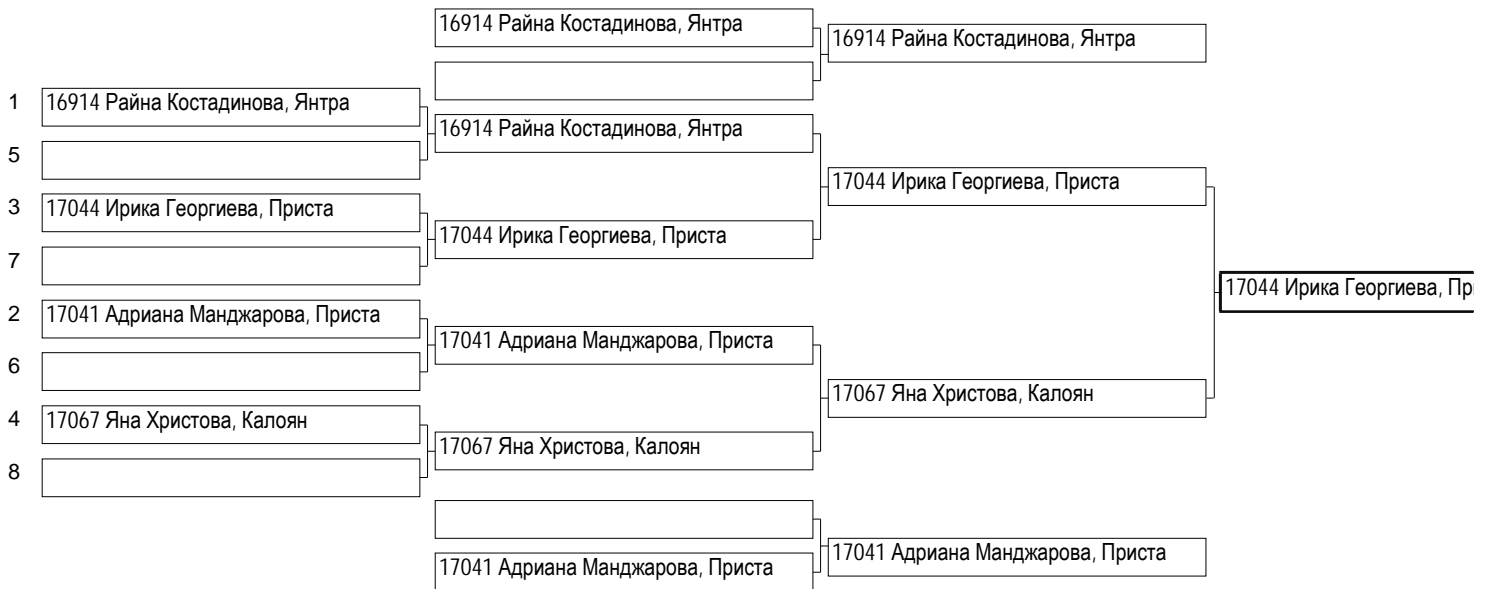 16914 Райна Костадинова, Янтра
16914 Райна Костадинова, Янтра
1 16914 Райна Костадинова, Янтра
16914 Райна Костадинова, Янтра
5
17044 Ирика Георгиева, Приста
3 17044 Ирика Георгиева, Приста
17044 Ирика Георгиева, Приста
7
17044 Ирика Георгиева, При
2 17041 Адриана Манджарова, Приста
17041 Адриана Манджарова, Приста
6
17067 Яна Христова, Калоян
4 17067 Яна Христова, Калоян
17067 Яна Христова, Калоян
8
17041 Адриана Манджарова, Приста
17041 Адриана Манджарова, Приста